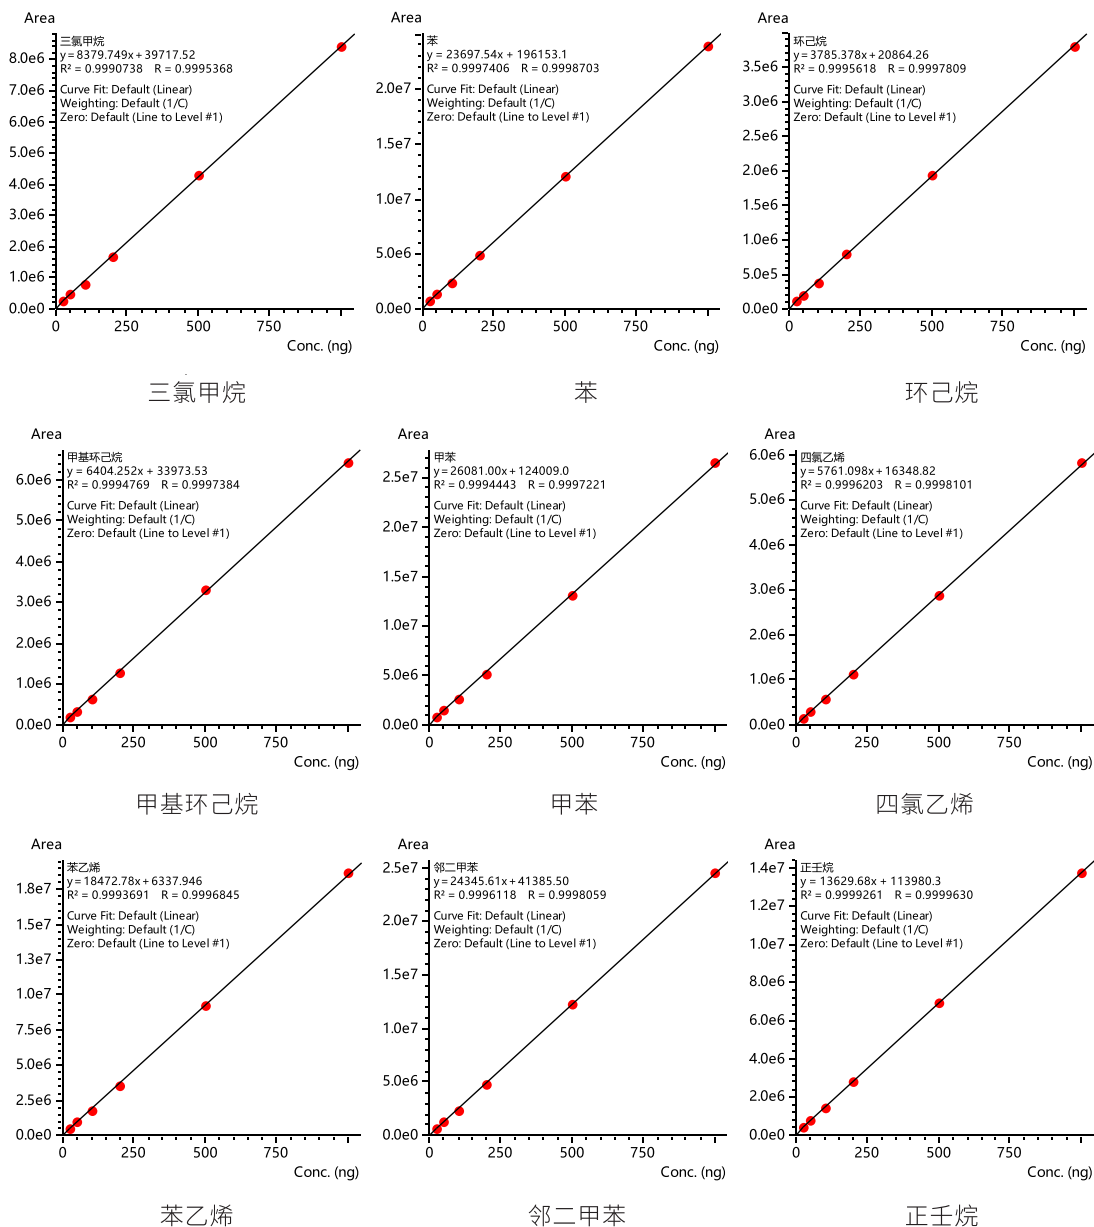 Area
三氯甲烷
y=8379.749x+39717.52
R² = 0.9990738 R = 0.9995368
Curve Fit: Default (Linear)
Weighting: Default (1/C)
Zero: Default (Line to Level #1)
8.0e6
7.0e6
6.0e6
5.0e6
4.0e6
3.0e6
2.0e6
1.0e6
0.0e0
0 250 500 750
Conc. (ng)
三氯甲烷
Area
苯
y = 23697.54x + 196153.1
R² = 0.9997406 R = 0.9998703
Curve Fit: Default (Linear)
Weighting: Default (1/C)
Zero: Default (Line to Level #1)
2.0e7
1.5e7
1.0e7
5.0e6
0.0e0
0 250 500 750
Conc. (ng)
苯
Area
环己烷
y=3785.378x+20864.26
R² = 0.9995618 R = 0.9997809
Curve Fit: Default (Linear)
Weighting: Default (1/C)
Zero: Default (Line to Level #1)
3.5e6
3.0e6
2.5e6
2.0e6
1.5e6
1.0e6
5.0e5
0.0e0
0 250 500 750
Conc. (ng)
环己烷
Area
甲基环己烷
y = 6404.252x + 33973.53
R² = 0.9994769 R = 0.9997384
Curve Fit: Default (Linear)
Weighting: Default (1/C)
Zero: Default (Line to Level #1)
6.0e6
5.0e6
4.0e6
3.0e6
2.0e6
1.0e6
0.0e0
0 250 500 750
Conc. (ng)
甲基环己烷
Area
甲苯
y=26081.00x+124009.0
R² = 0.9994443 R = 0.9997221
Curve Fit: Default (Linear)
Weighting: Default (1/C)
Zero: Default (Line to Level #1)
2.5e7
2.0e7
1.5e7
1.0e7
5.0e6
0.0e0
0 250 500 750
Conc. (ng)
甲苯
Area
四氯乙烯
y=5761.098x+16348.82
R² = 0.9996203 R = 0.9998101
Curve Fit: Default (Linear)
Weighting: Default (1/C)
Zero: Default (Line to Level #1)
6.0e6
5.0e6
4.0e6
3.0e6
2.0e6
1.0e6
0.0e0
0 250 500 750
Conc. (ng)
四氯乙烯
Area
苯乙烯
y=18472.78x+6337.946
R² = 0.9993691 R = 0.9996845
Curve Fit: Default (Linear)
Weighting: Default (1/C)
Zero: Default (Line to Level #1)
1.8e7
1.5e7
1.3e7
1.0e7
7.5e6
5.0e6
2.5e6
0.0e0
0 250 500 750
Conc. (ng)
苯乙烯
Area
邻二甲苯
y=24345.61x+41385.50
R² = 0.9996118 R = 0.9998059
Curve Fit: Default (Linear)
Weighting: Default (1/C)
Zero: Default (Line to Level #1)
2.5e7
2.0e7
1.5e7
1.0e7
5.0e6
0.0e0
0 250 500 750
Conc. (ng)
邻二甲苯
Area
正壬烷
y = 13629.68x + 113980.3
R² = 0.9999261 R = 0.9999630
Curve Fit: Default (Linear)
Weighting: Default (1/C)
Zero: Default (Line to Level #1)
1.4e7
1.2e7
1.0e7
8.0e6
6.0e6
4.0e6
2.0e6
0.0e0
0 250 500 750
Conc. (ng)
正壬烷